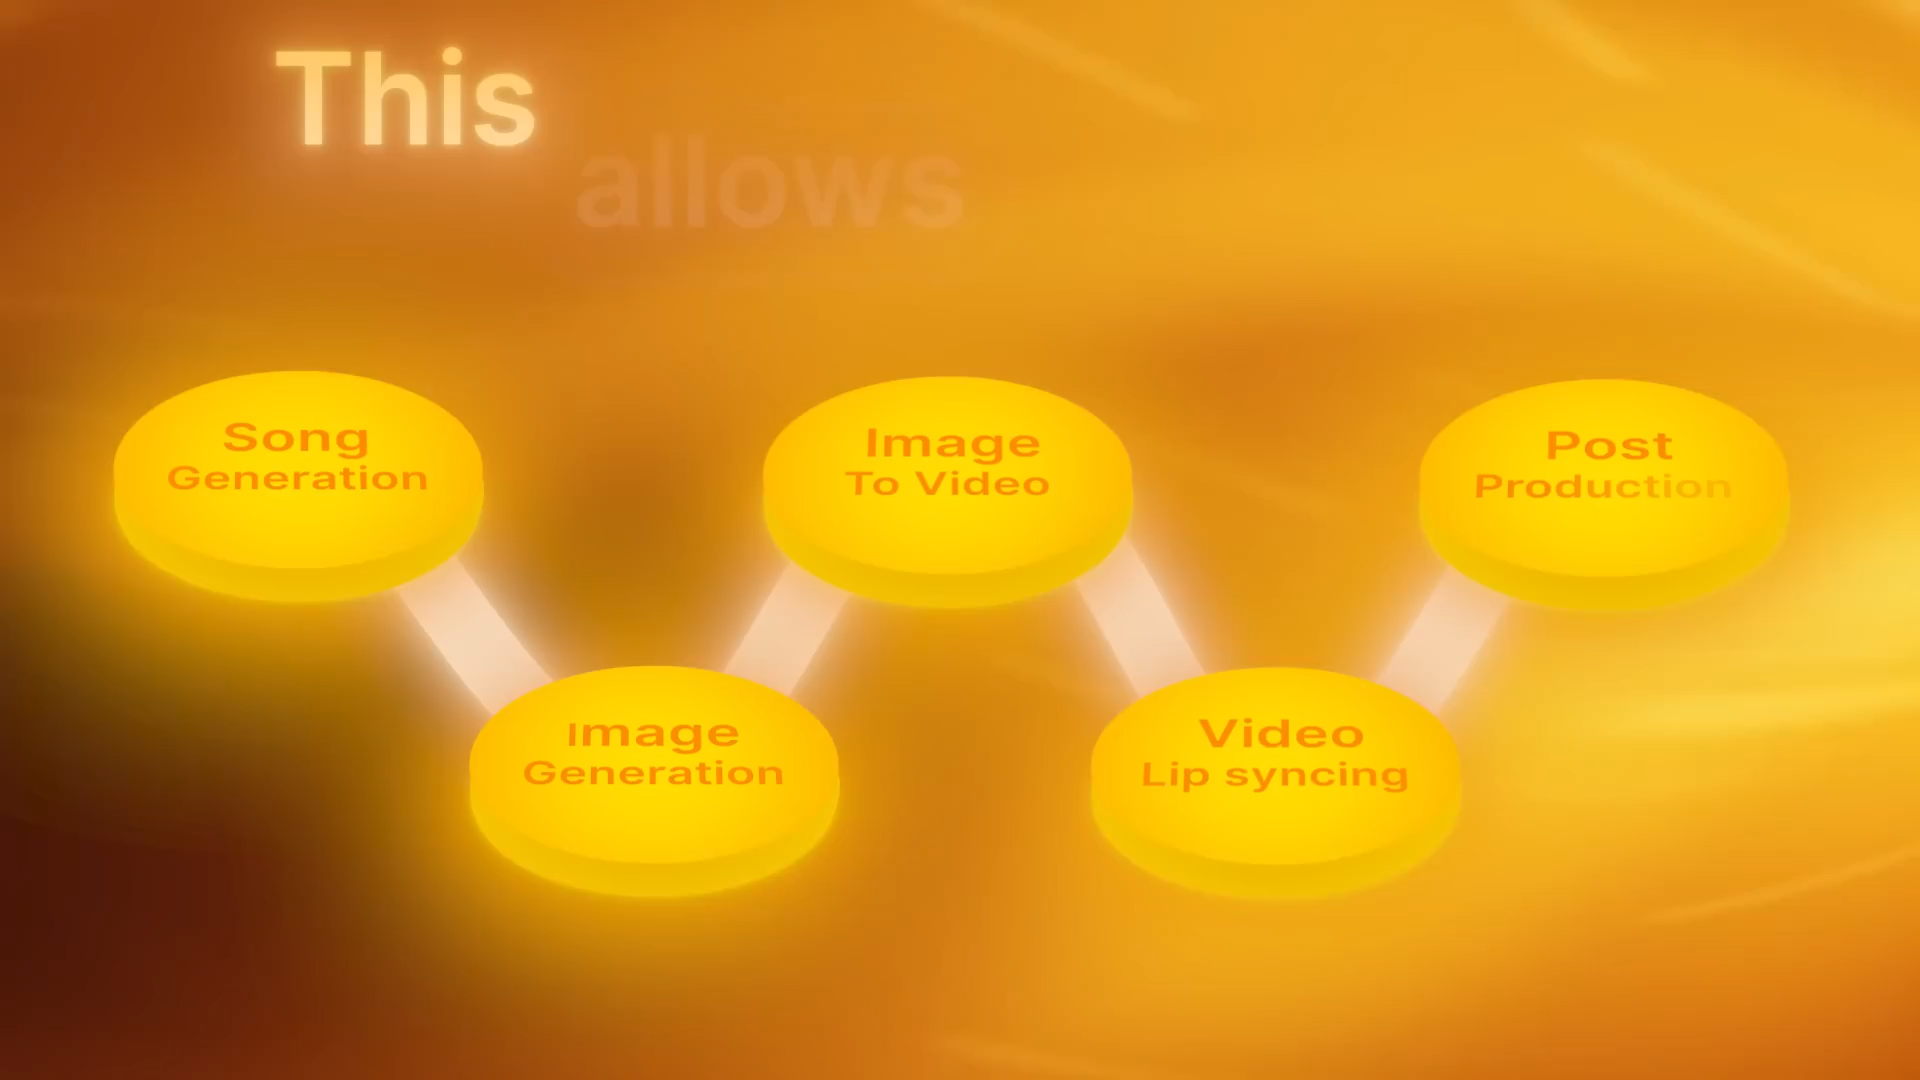 This
allows
Song
Generation
Image
Generation
Image
To Video
Video
Lip syncing
Post
Production